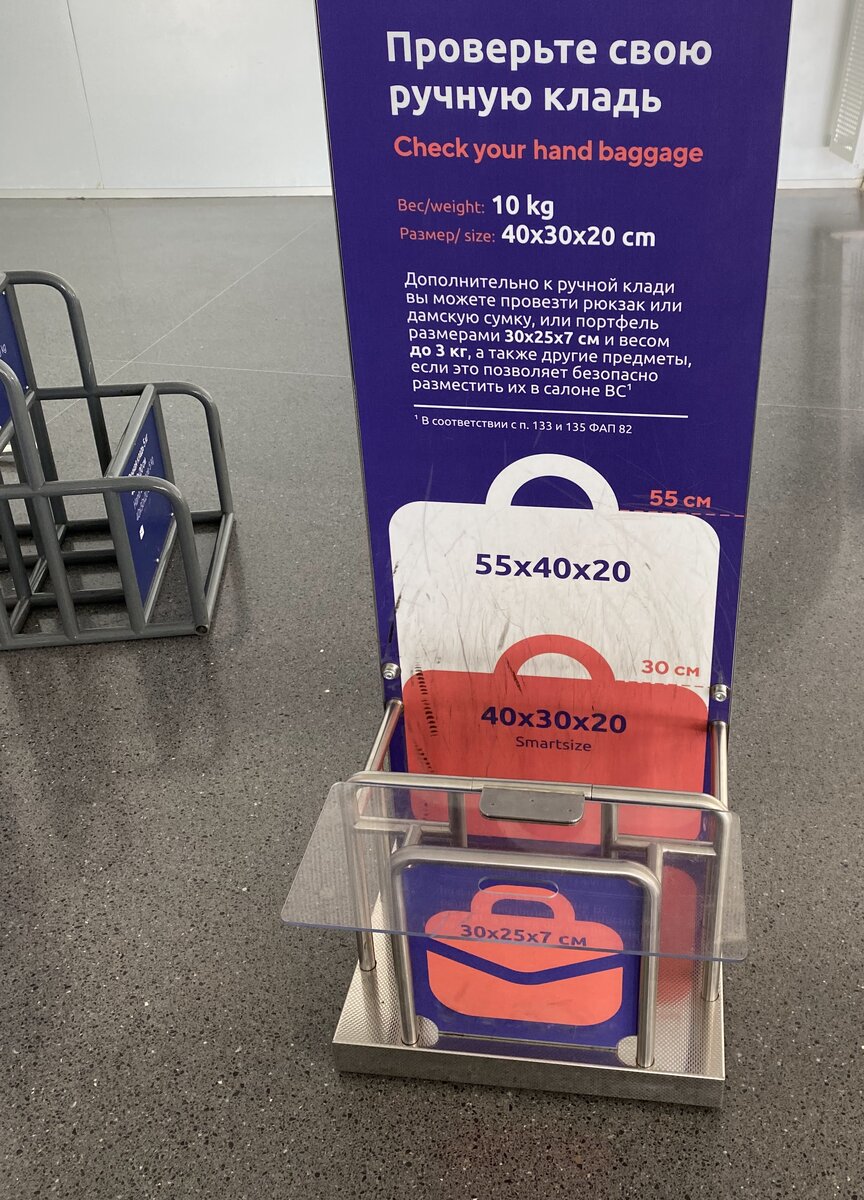 Проверьте свою
ручную кладь
Check your hand baggage
Вес/weight: 10 kg
Размер/ size: 40x30x20 cm
Дополнительно к ручной клади
вы можете провезти рюкзак или
дамскую сумку, или портфель
размерами 30x25x7 см и весом
до 3 кг, а также другие предметы,
если это позволяет безопасно
разместить их в салоне ВС¹
¹ В соответствии с п. 133 и 135 ФАП 82
55 см
55x40x20
30 см
40x30x20
Smartsize
30x25x7 см